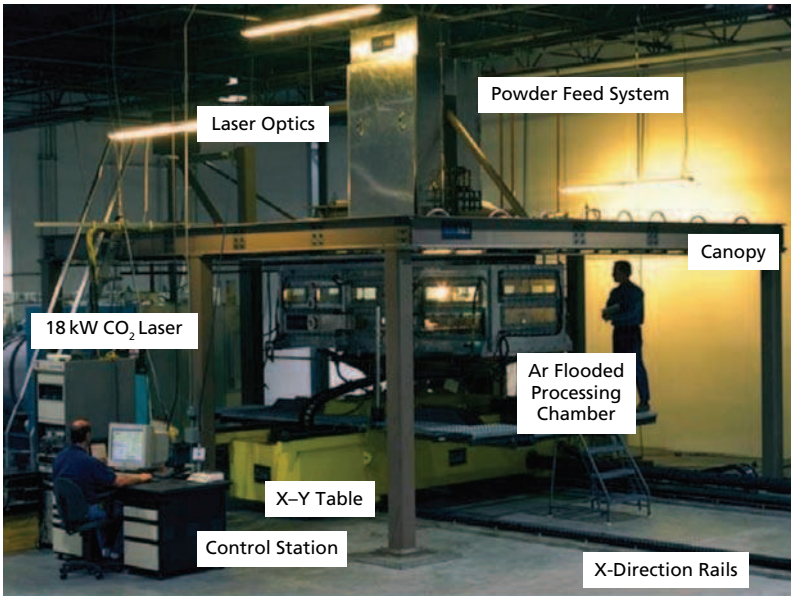 Powder Feed System
Laser Optics
Canopy
18 kW CO₂ Laser
Ar Flooded
Processing
Chamber
X–Y Table
Control Station
X-Direction Rails